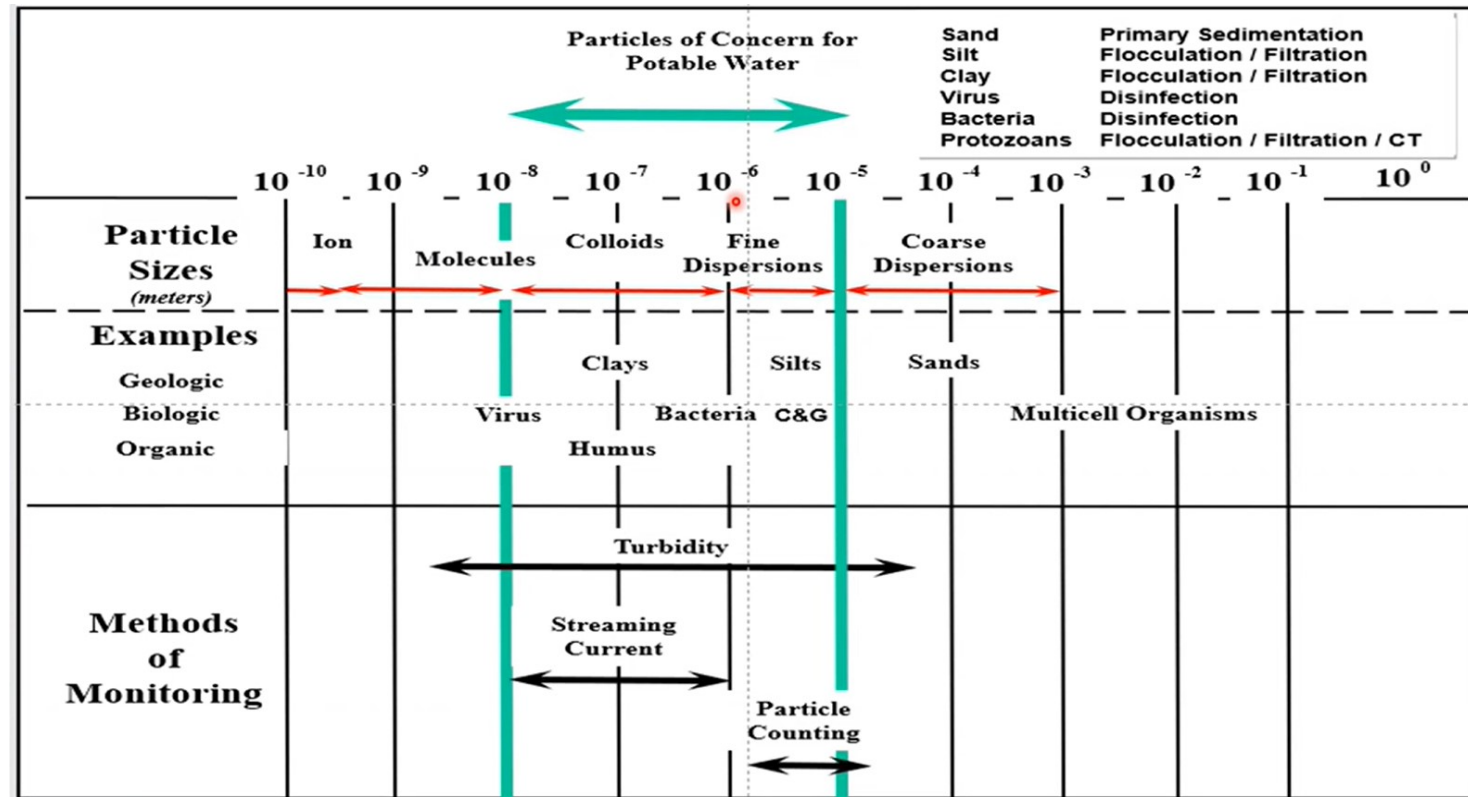 Particles of Concern for
Potable Water
Sand Primary Sedimentation
Silt Flocculation / Filtration
Clay Flocculation / Filtration
Virus Disinfection
Bacteria Disinfection
Protozoans Flocculation / Filtration / CT
10 -10 10 -9 10 -8 10 -7 10 -6 10 -5 10 -4 10 -3 10 -2 10 -1 10 0
Particle
Sizes
(meters)
Ion
Molecules
Colloids
Fine
Dispersions
Coarse
Dispersions
Examples
Geologic
Clays Silts Sands
Biologic
Virus Bacteria C&G Multicell Organisms
Organic
Humus
Methods
of
Monitoring
Turbidity
Streaming
Current
Particle
Counting